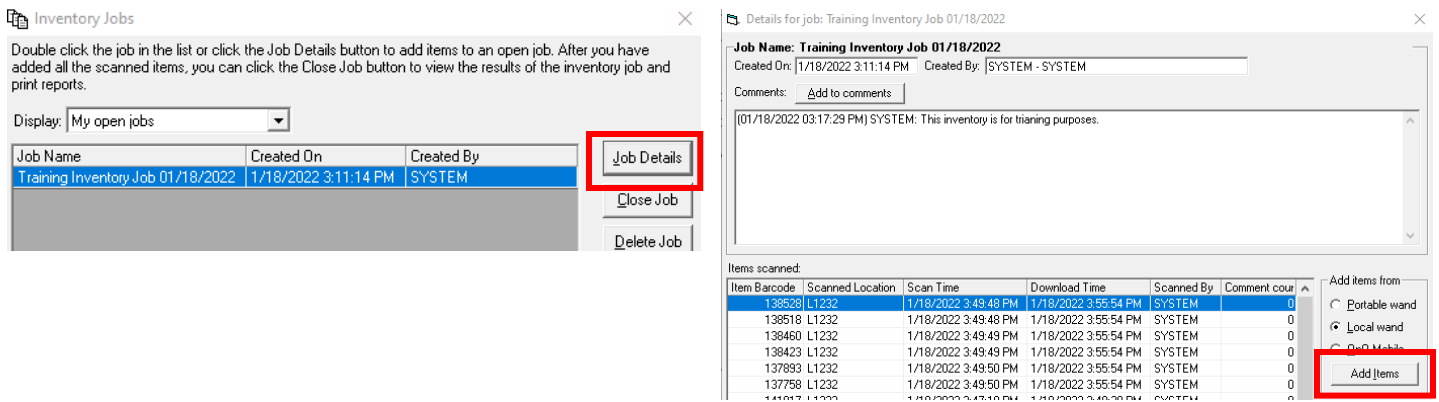 Inventory Jobs
Double click the job in the list or click the Job Details button to add items to an open job. After you have
added all the scanned items, you can click the Close Job button to view the results of the inventory job and
print reports.
Display: My open jobs
Job Name Created On Created By
Training Inventory Job 01/18/2022 1/18/2022 3:11:14 PM SYSTEM
Job Details
Close Job
Delete Job
Details for job: Training Inventory Job 01/18/2022
Job Name: Training Inventory Job 01/18/2022
Created On: 1/18/2022 3:11:14 PM Created By: SYSTEM - SYSTEM
Comments: Add to comments
(01/18/2022 03:17:29 PM) SYSTEM: This inventory is for trianing purposes.
Items scanned:
Item Barcode Scanned Location Scan Time Download Time Scanned By Comment cour
138528 L1232 1/18/2022 3:49:48 PM 1/18/2022 3:55:54 PM SYSTEM 0
138518 L1232 1/18/2022 3:49:48 PM 1/18/2022 3:55:54 PM SYSTEM 0
138460 L1232 1/18/2022 3:49:49 PM 1/18/2022 3:55:54 PM SYSTEM 0
138423 L1232 1/18/2022 3:49:49 PM 1/18/2022 3:55:54 PM SYSTEM 0
137893 L1232 1/18/2022 3:49:50 PM 1/18/2022 3:55:54 PM SYSTEM 0
137758 L1232 1/18/2022 3:49:50 PM 1/18/2022 3:55:54 PM SYSTEM 0
Add items from
Portable wand
Local wand
Add Items